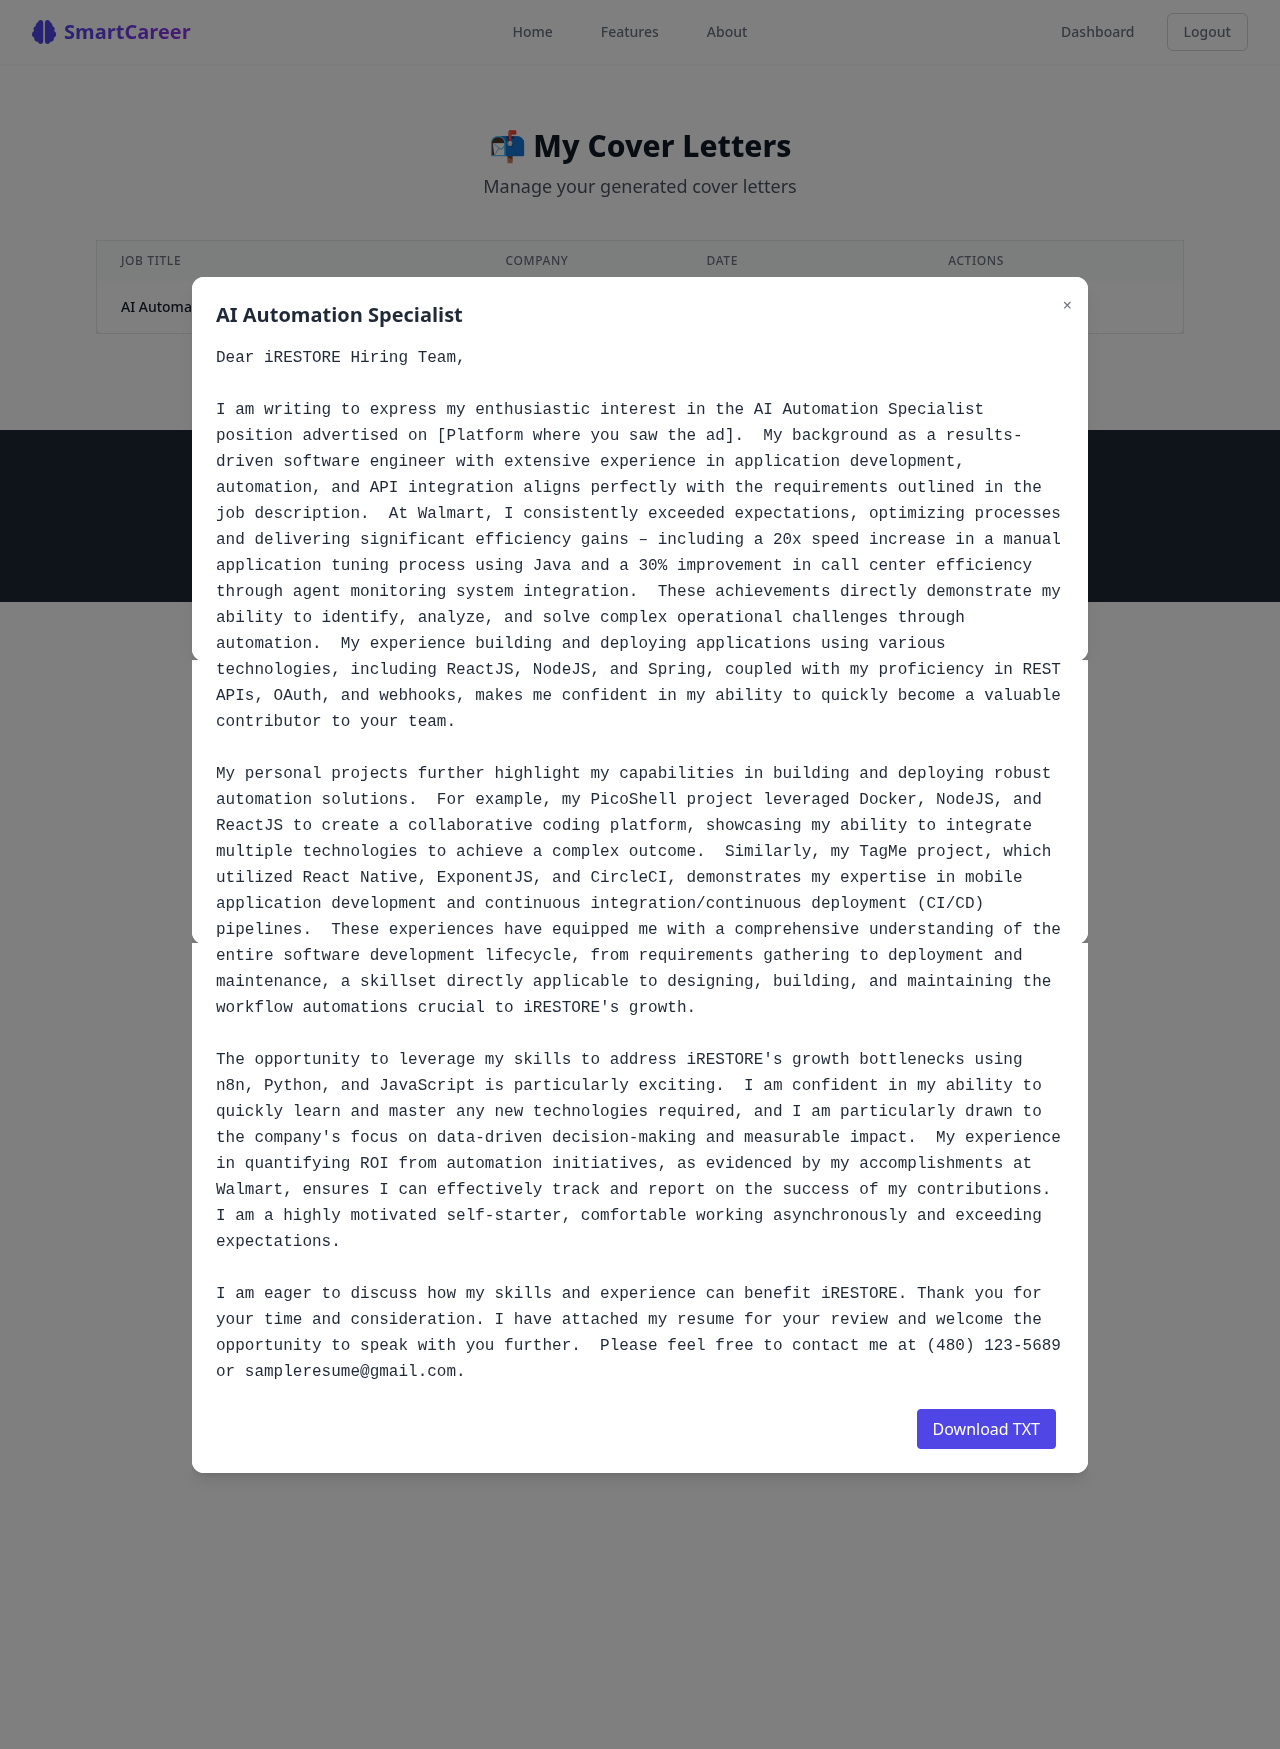 SmartCareer
Home
Features
About
Dashboard
Logout
📬 My Cover Letters
Manage your generated cover letters
JOB TITLE
COMPANY
DATE
ACTIONS
AI Automa
AI Automation Specialist
×
Dear iRESTORE Hiring Team,
I am writing to express my enthusiastic interest in the AI Automation Specialist
position advertised on [Platform where you saw the ad].  My background as a results-
driven software engineer with extensive experience in application development,
automation, and API integration aligns perfectly with the requirements outlined in the
job description.  At Walmart, I consistently exceeded expectations, optimizing processes
and delivering significant efficiency gains – including a 20x speed increase in a manual
application tuning process using Java and a 30% improvement in call center efficiency
through agent monitoring system integration.  These achievements directly demonstrate my
ability to identify, analyze, and solve complex operational challenges through
automation.  My experience building and deploying applications using various
technologies, including ReactJS, NodeJS, and Spring, coupled with my proficiency in REST
APIs, OAuth, and webhooks, makes me confident in my ability to quickly become a valuable
contributor to your team.
My personal projects further highlight my capabilities in building and deploying robust
automation solutions.  For example, my PicoShell project leveraged Docker, NodeJS, and
ReactJS to create a collaborative coding platform, showcasing my ability to integrate
multiple technologies to achieve a complex outcome.  Similarly, my TagMe project, which
utilized React Native, ExponentJS, and CircleCI, demonstrates my expertise in mobile
application development and continuous integration/continuous deployment (CI/CD)
pipelines.  These experiences have equipped me with a comprehensive understanding of the
entire software development lifecycle, from requirements gathering to deployment and
maintenance, a skillset directly applicable to designing, building, and maintaining the
workflow automations crucial to iRESTORE's growth.
The opportunity to leverage my skills to address iRESTORE's growth bottlenecks using
n8n, Python, and JavaScript is particularly exciting.  I am confident in my ability to
quickly learn and master any new technologies required, and I am particularly drawn to
the company's focus on data-driven decision-making and measurable impact.  My experience
in quantifying ROI from automation initiatives, as evidenced by my accomplishments at
Walmart, ensures I can effectively track and report on the success of my contributions.
I am a highly motivated self-starter, comfortable working asynchronously and exceeding
expectations.
I am eager to discuss how my skills and experience can benefit iRESTORE. Thank you for
your time and consideration. I have attached my resume for your review and welcome the
opportunity to speak with you further.  Please feel free to contact me at (480) 123-5689
or sampleresume@gmail.com.
Download TXT